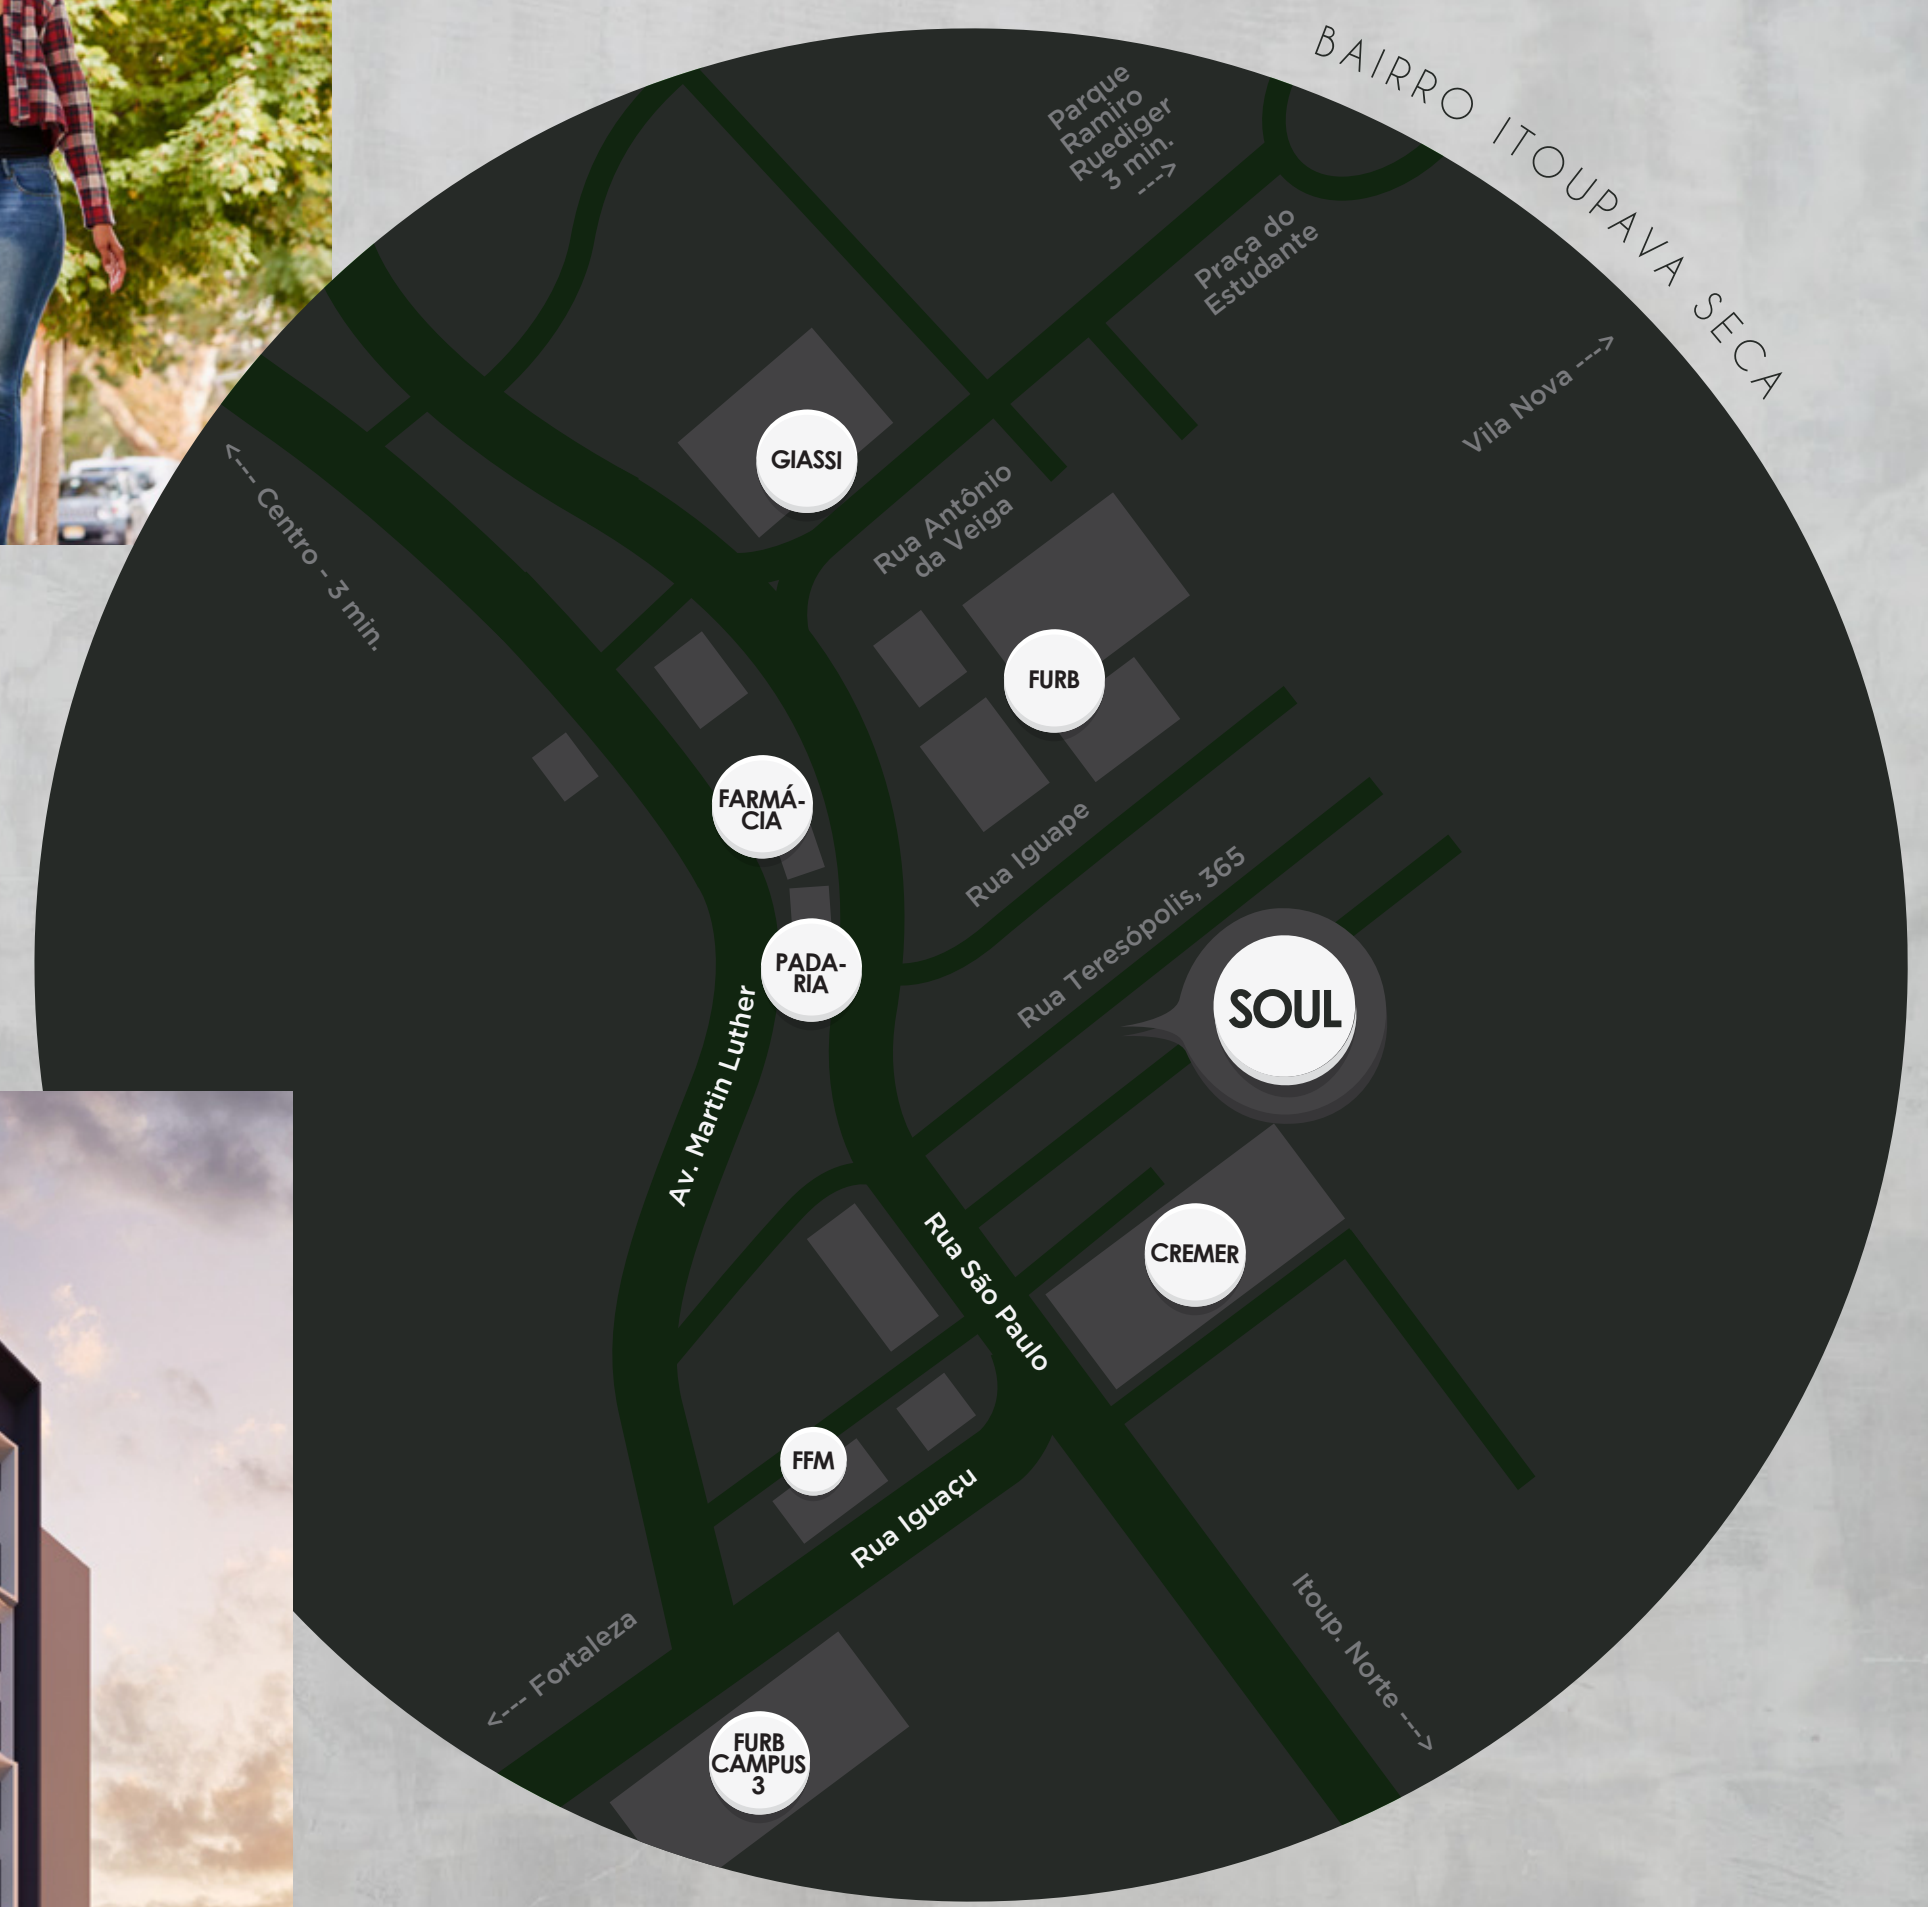 BAIRRO ITOUPAVA SECA
Parque
Ramiro
Ruediger
3 min.
--->
Praça do
Estudante
Vila Nova --->
<--- Centro - 3 min.
GIASSI
Rua Antônio
da Veiga
FURB
FARMÁ-
CIA
Rua Iguape
Rua Teresópolis, 365
PADA-
RIA
SOUL
Av. Martin Luther
Rua São Paulo
CREMER
FFM
Rua Iguaçu
<--- Fortaleza
Itoup. Norte --->
FURB
CAMPUS
3